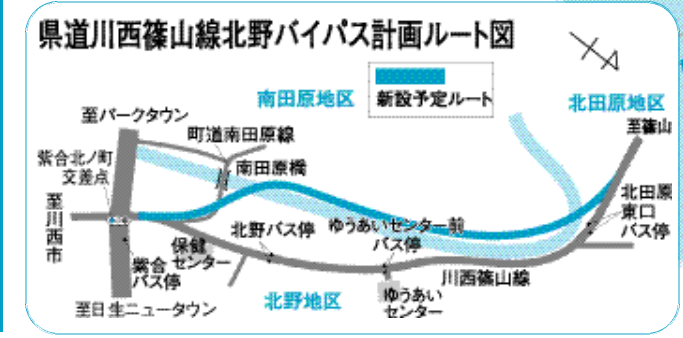 県道川西篠山線北野バイパス計画ルート図
南田原地区
新設予定ルート
北田原地区
至篠山
至パークタウン
町道南田原線
紫合北ノ町
交差点
南田原橋
北田原
東口
バス停
至川西市
北野バス停
ゆうあいセンター前
バス停
保健
センター
紫合
バス停
川西篠山線
北野地区
ゆうあい
センター
至日生ニュータウン